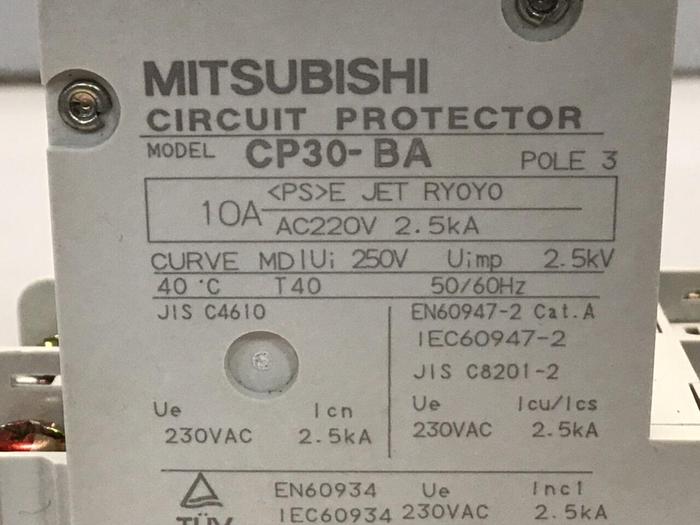 MITSUBISHI
CIRCUIT PROTECTOR
MODEL CP30-BA POLE 3
10A <PS>E JET RYOYO
AC220V 2.5kA
CURVE MD1Ui 250V Uimp 2.5kV
40°C T40 50/60Hz
JIS C4610 EN60947-2 Cat.A
IEC60947-2
JIS C8201-2
Ue Icn Ue Icu/Ics
230VAC 2.5kA 230VAC 2.5kA
EN60934 Ue Inc1
TÜV IEC60934 230VAC 2.5kA